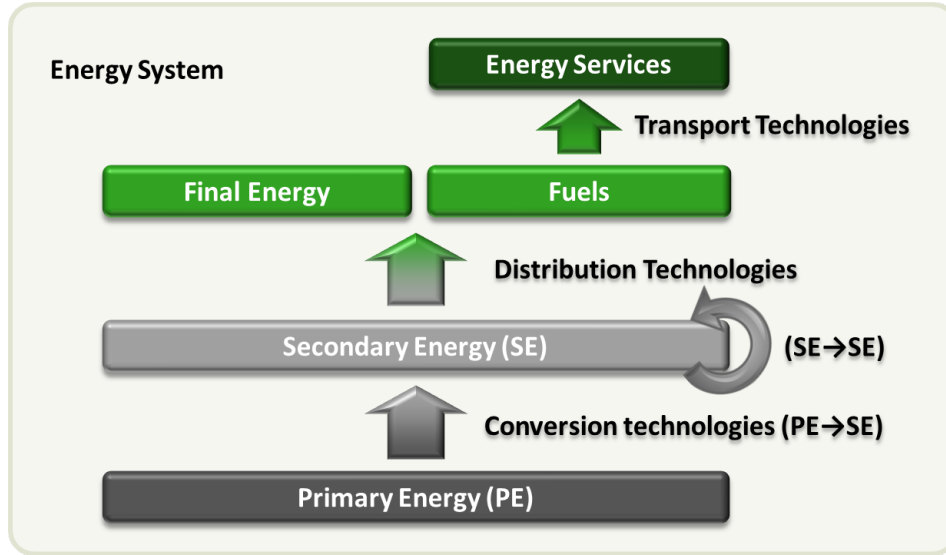 Energy System
Energy Services
Transport Technologies
Final Energy
Fuels
Distribution Technologies
Secondary Energy (SE)
(SE→SE)
Conversion technologies (PE→SE)
Primary Energy (PE)